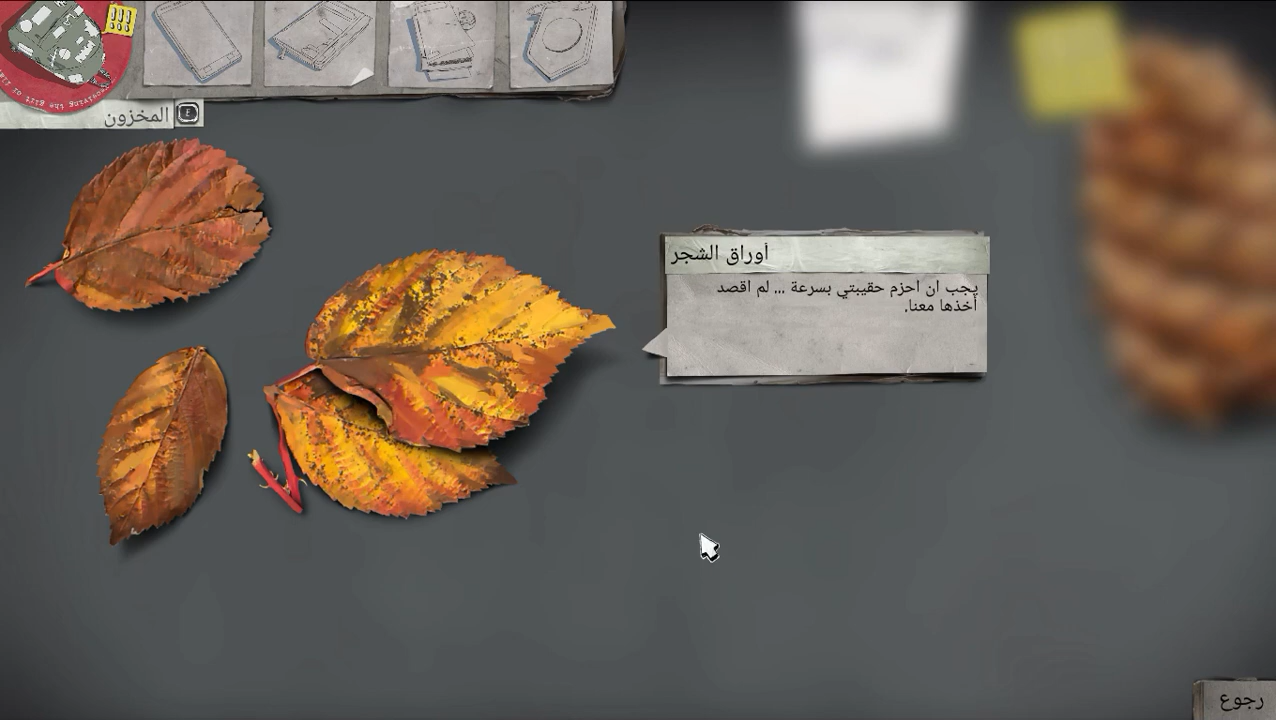 المخزون
E
أوراق الشجر
يجب ان احزم حقيبتي بسرعة ... لم اقصد
أخذها معنا.
رجوع